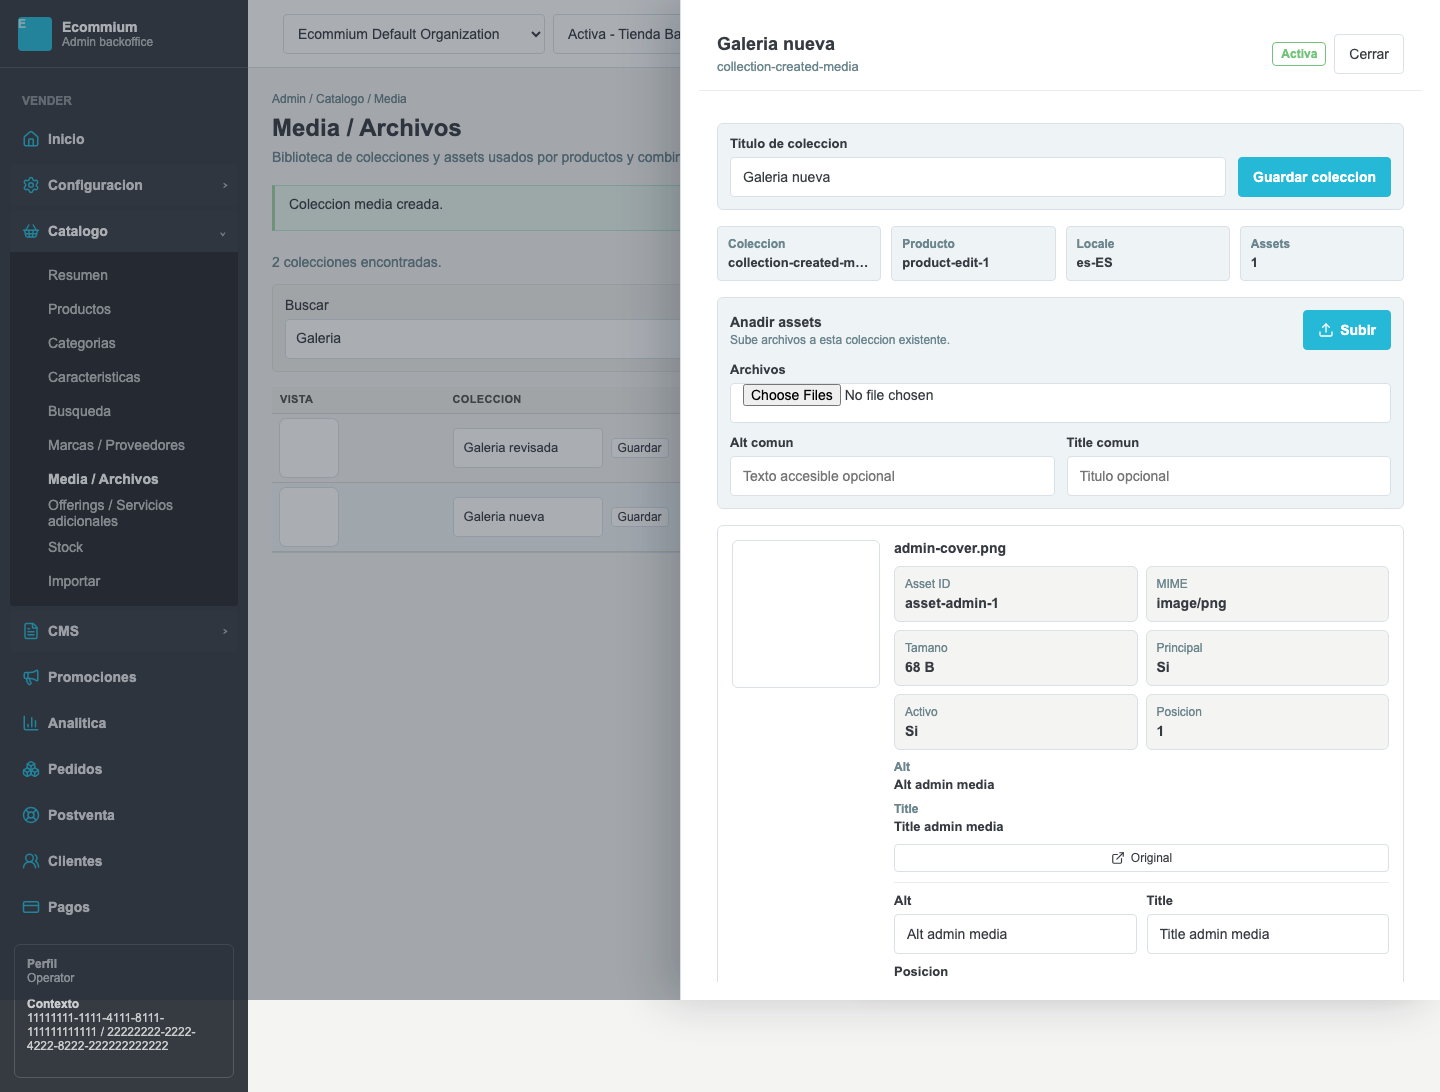 E
Ecommium
Admin backoffice
VENDER
Inicio
Configuracion
Catalogo
Resumen
Productos
Categorias
Caracteristicas
Busqueda
Marcas / Proveedores
Media / Archivos
Offerings / Servicios
adicionales
Stock
Importar
CMS
Promociones
Analitica
Pedidos
Postventa
Clientes
Pagos
Perfil
Operator
Contexto
11111111-1111-4111-8111-
111111111111 / 22222222-2222-
4222-8222-222222222222
Ecommium Default Organization
Activa - Tienda Ba
Admin / Catalogo / Media
Media / Archivos
Biblioteca de colecciones y assets usados por productos y combin
Coleccion media creada.
2 colecciones encontradas.
Buscar
Galeria
VISTA COLECCION
Galeria revisada Guardar
Galeria nueva Guardar
Galeria nueva
collection-created-media
Activa
Cerrar
Titulo de coleccion
Galeria nueva
Guardar coleccion
Coleccion
collection-created-m...
Producto
product-edit-1
Locale
es-ES
Assets
1
Anadir assets
Sube archivos a esta coleccion existente.
Subir
Archivos
Choose Files No file chosen
Alt comun
Texto accesible opcional
Title comun
Titulo opcional
admin-cover.png
Asset ID
asset-admin-1
MIME
image/png
Tamano
68 B
Principal
Si
Activo
Si
Posicion
1
Alt
Alt admin media
Title
Title admin media
Original
Alt
Alt admin media
Title
Title admin media
Posicion